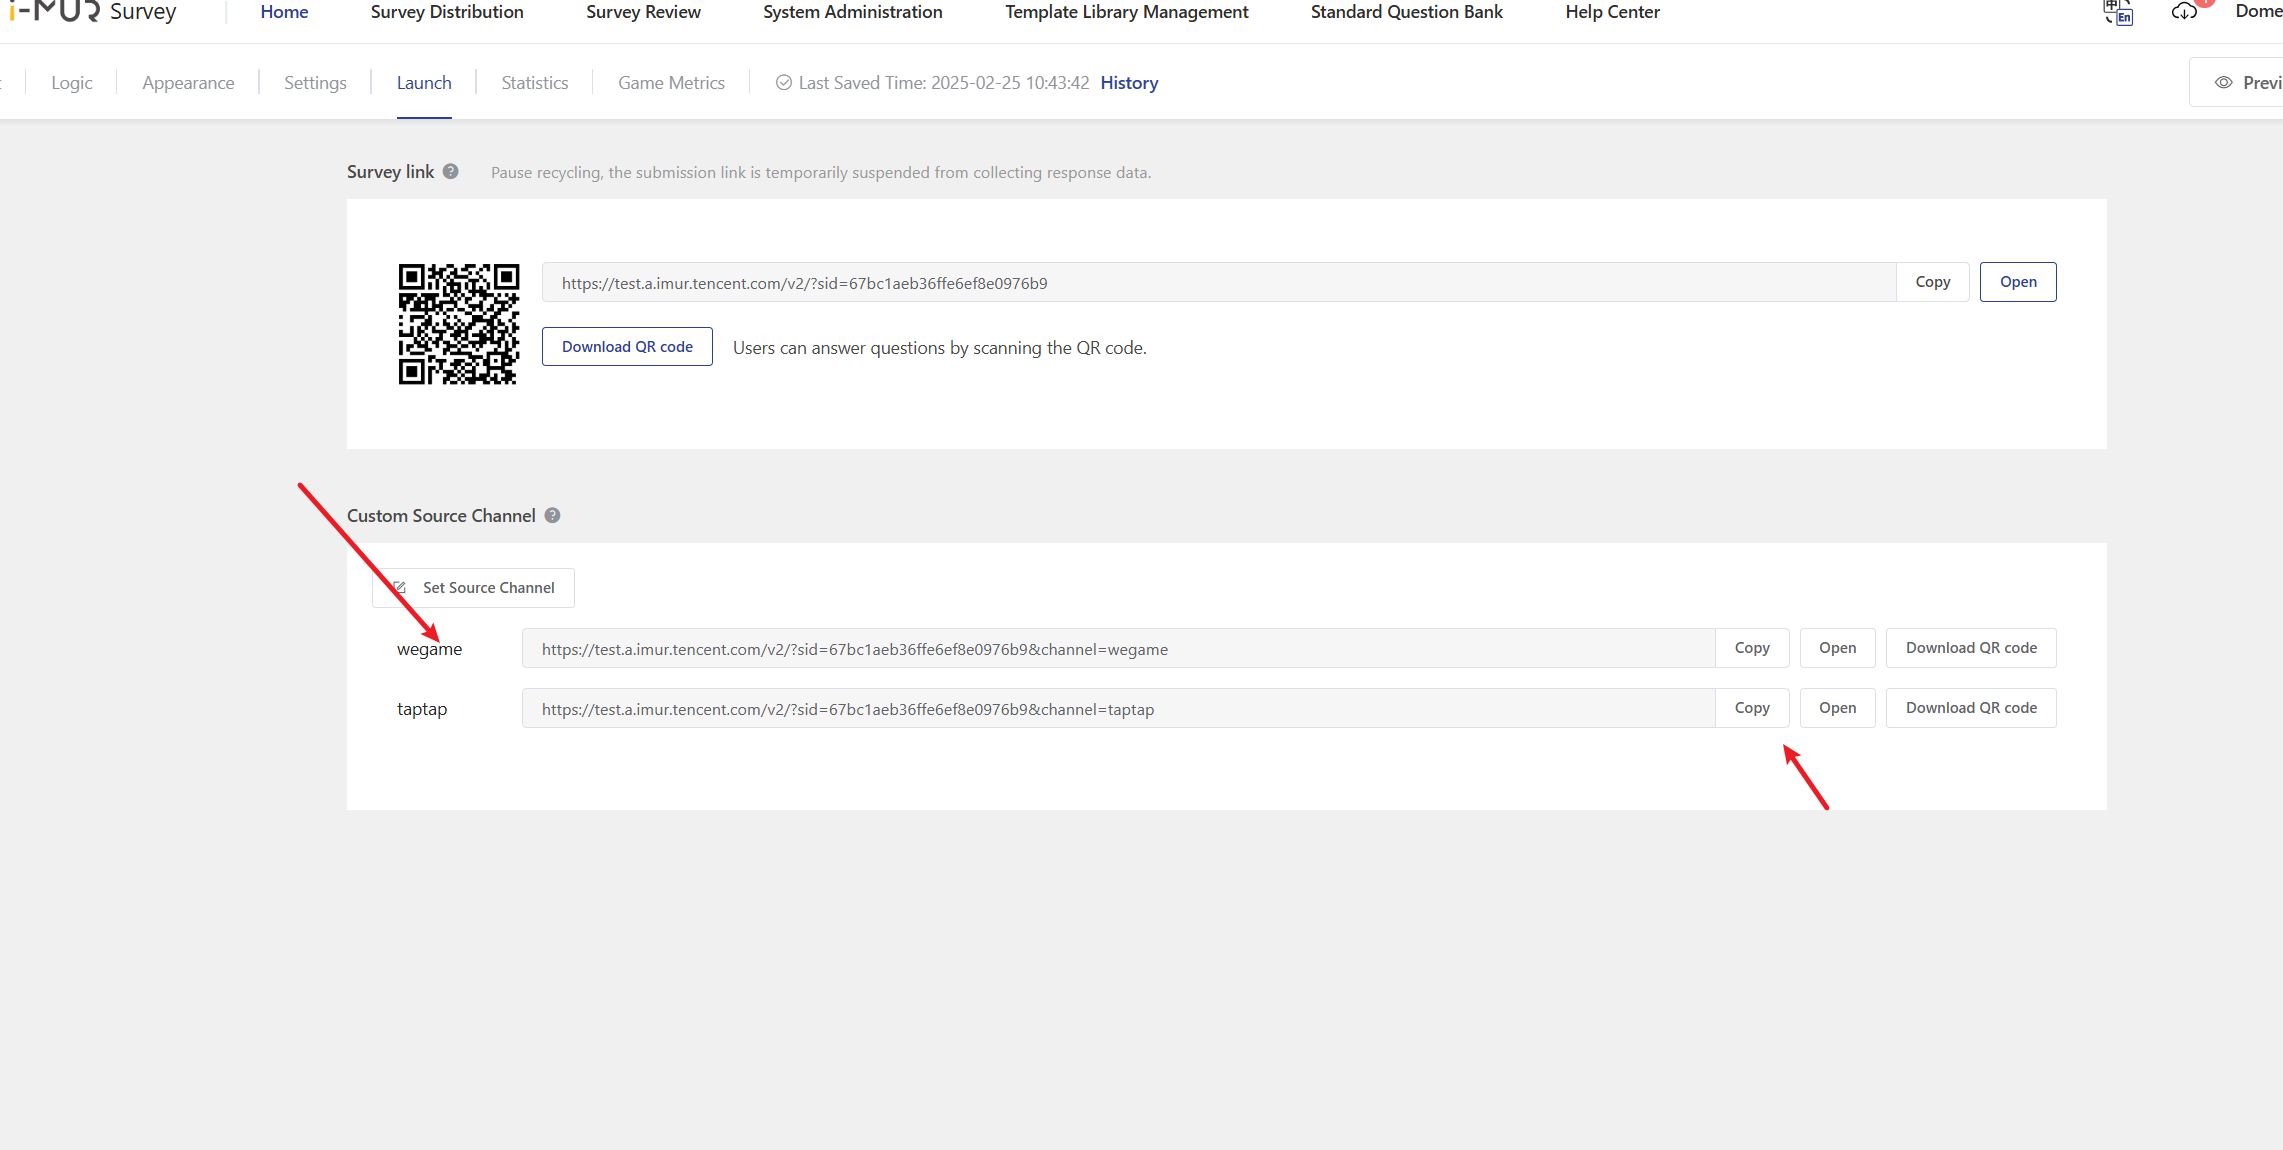 i-MUR Survey Home Survey Distribution Survey Review System Administration Template Library Management Standard Question Bank Help Center 中 En
Logic Appearance Settings Launch Statistics Game Metrics Last Saved Time: 2025-02-25 10:43:42 History
Survey link ? Pause recycling, the submission link is temporarily suspended from collecting response data.
https://test.a.imur.tencent.com/v2/?sid=67bc1aeb36ffe6ef8e0976b9 Copy Open
Download QR code Users can answer questions by scanning the QR code.
Custom Source Channel ?
Set Source Channel
wegame https://test.a.imur.tencent.com/v2/?sid=67bc1aeb36ffe6ef8e0976b9&channel=wegame Copy Open Download QR code
taptap https://test.a.imur.tencent.com/v2/?sid=67bc1aeb36ffe6ef8e0976b9&channel=taptap Copy Open Download QR code